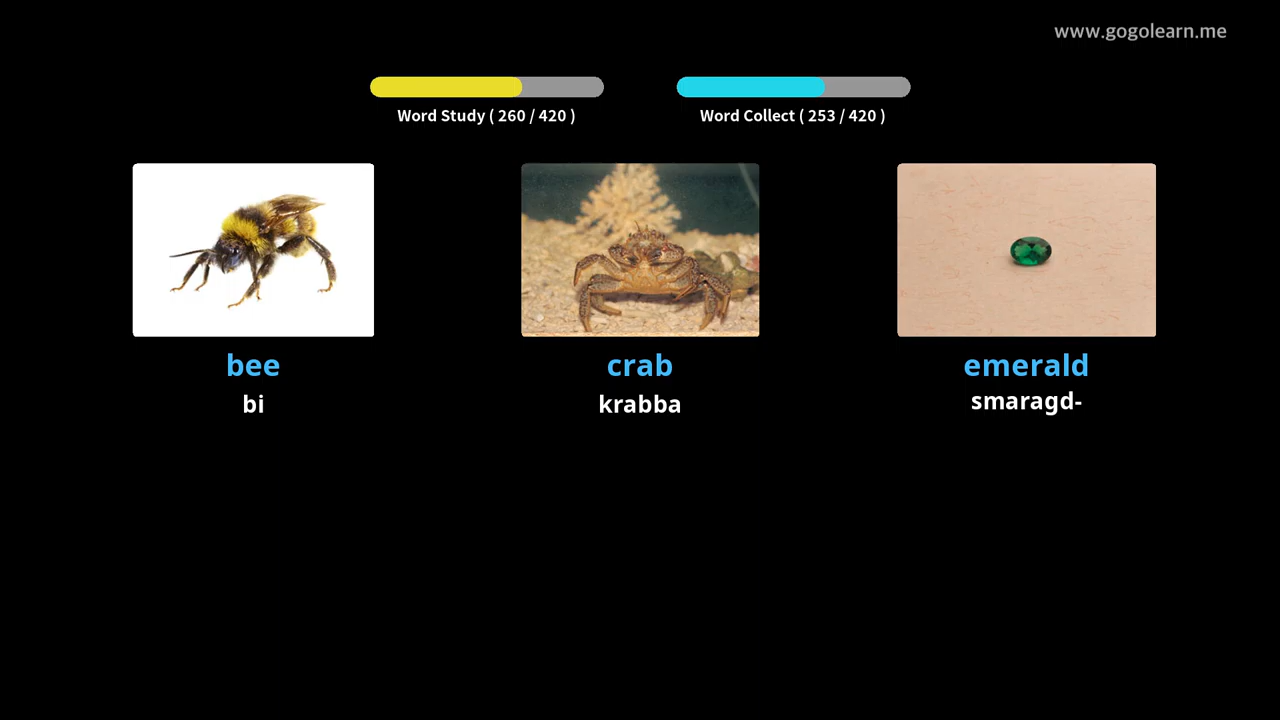 www.gogolearn.me
Word Study ( 260 / 420 )
Word Collect ( 253 / 420 )
bee
crab
emerald
bi
krabba
smaragd-